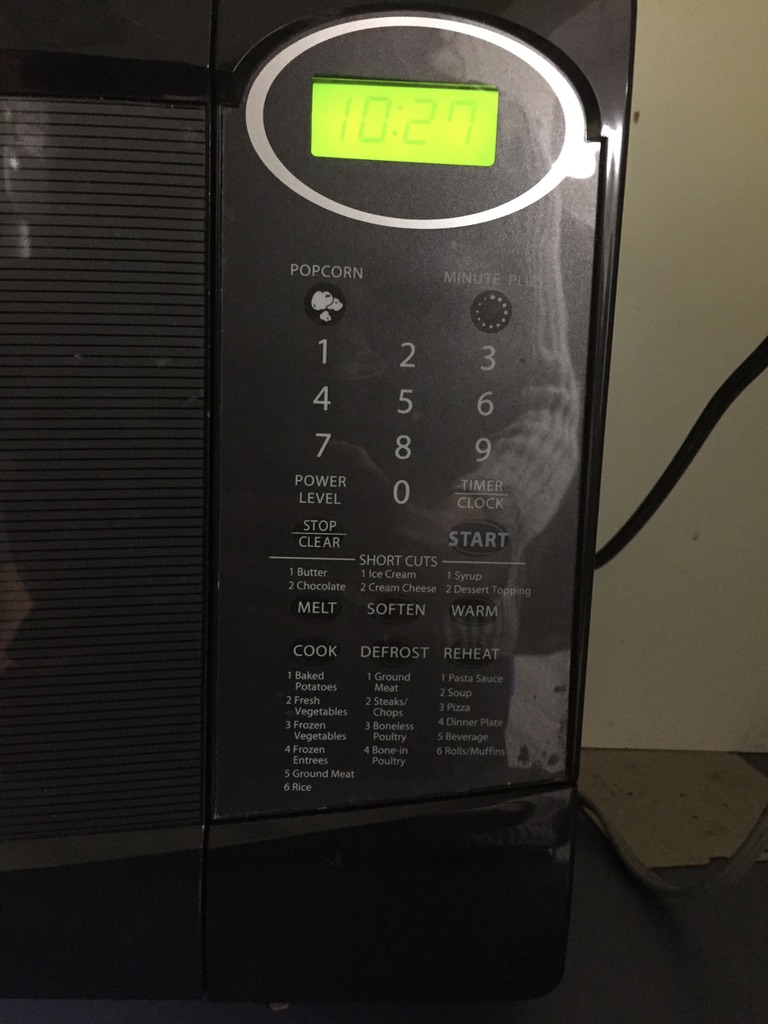 10:27
POPCORN MINUTE PLUS
1 2 3
4 5 6
7 8 9
POWER LEVEL 0 TIMER CLOCK
STOP CLEAR START
SHORT CUTS
1 Butter 1 Ice Cream 1 Syrup
2 Chocolate 2 Cream Cheese 2 Dessert Topping
MELT SOFTEN WARM
COOK DEFROST REHEAT
1 Baked Potatoes
2 Fresh Vegetables
3 Frozen Vegetables
4 Frozen Entrees
5 Ground Meat
6 Rice
1 Ground Meat
2 Steaks/ Chops
3 Boneless Poultry
4 Bone-in Poultry
1 Pasta Sauce
2 Soup
3 Pizza
4 Dinner Plate
5 Beverage
6 Rolls/Muffins